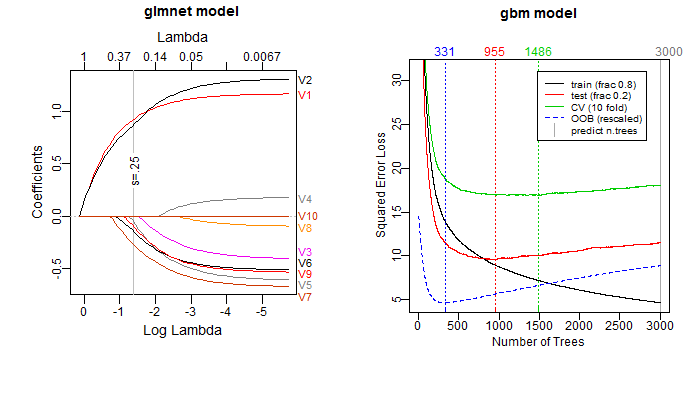 glmnet model
Lambda
1 0.37 0.14 0.05 0.0067
Coefficients
1.0
0.5
0.0
-0.5
s=.25
V2
V1
V4
V10
V8
V3
V6
V9
V5
V7
0 -1 -2 -3 -4 -5
Log Lambda
gbm model
331 955 1486 3000
Squared Error Loss
30
25
20
15
10
5
train (frac 0.8)
test (frac 0.2)
CV (10 fold)
OOB (rescaled)
predict n.trees
0 500 1000 1500 2000 2500 3000
Number of Trees